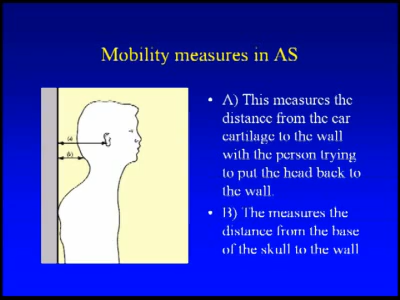 Mobility measures in AS
• A) This measures the
distance from the ear
cartilage to the wall
with the person trying
to put the head back to
the wall.
• B) The measures the
distance from the base
of the skull to the wall
(a)
(b)